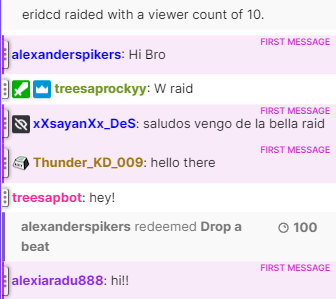 eridcd raided with a viewer count of 10.
FIRST MESSAGE
alexanderspikers: Hi Bro
treesaprockyy: W raid
FIRST MESSAGE
xXsayanXx_DeS: saludos vengo de la bella raid
FIRST MESSAGE
Thunder_KD_009: hello there
treesapbot: hey!
alexanderspikers redeemed Drop a 100
beat
FIRST MESSAGE
alexiaradu888: hi!!